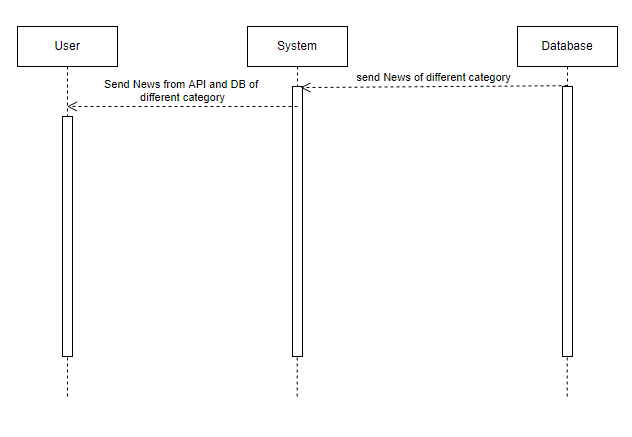 User
System
Database
send News of different category
Send News from API and DB of
different category